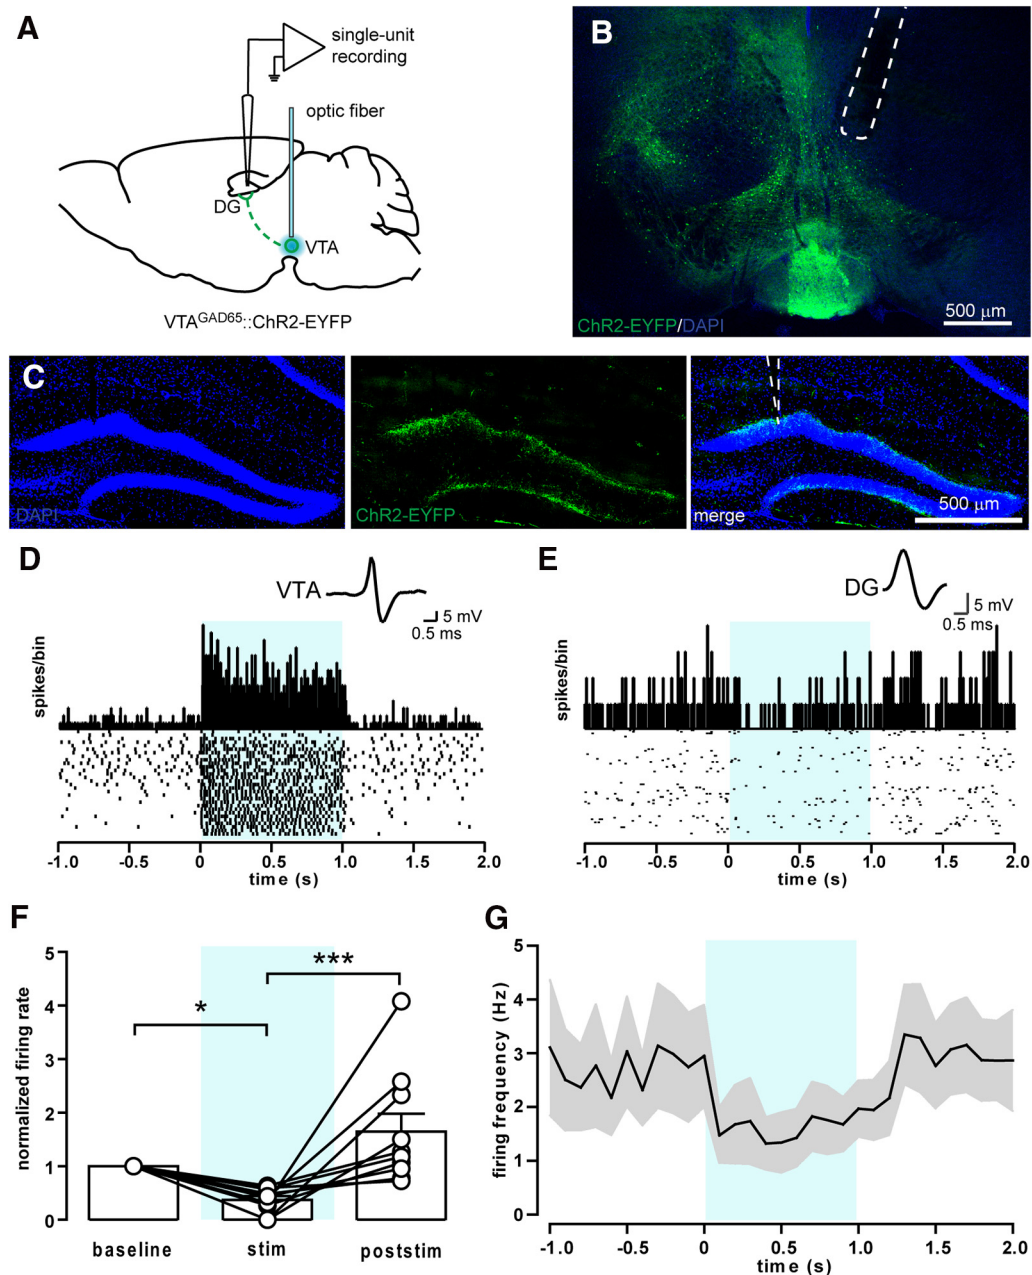 A
single-unit
recording
optic fiber
DG
VTA
VTAGAD65::ChR2-EYFP
B
ChR2-EYFP/DAPI
500 µm
C
DAPI
ChR2-EYFP
merge
500 µm
D
VTA
5 mV
0.5 ms
spikes/bin
-1.0 -0.5 0 0.5 1.0 1.5 2.0
time (s)
E
DG
5 mV
0.5 ms
spikes/bin
-1.0 -0.5 0 0.5 1.0 1.5 2.0
time (s)
F
normalized firing rate
5
4
3
2
1
0
*
***
baseline stim poststim
G
firing frequency (Hz)
5
4
3
2
1
0
-1.0 -0.5 0 0.5 1.0 1.5 2.0
time (s)